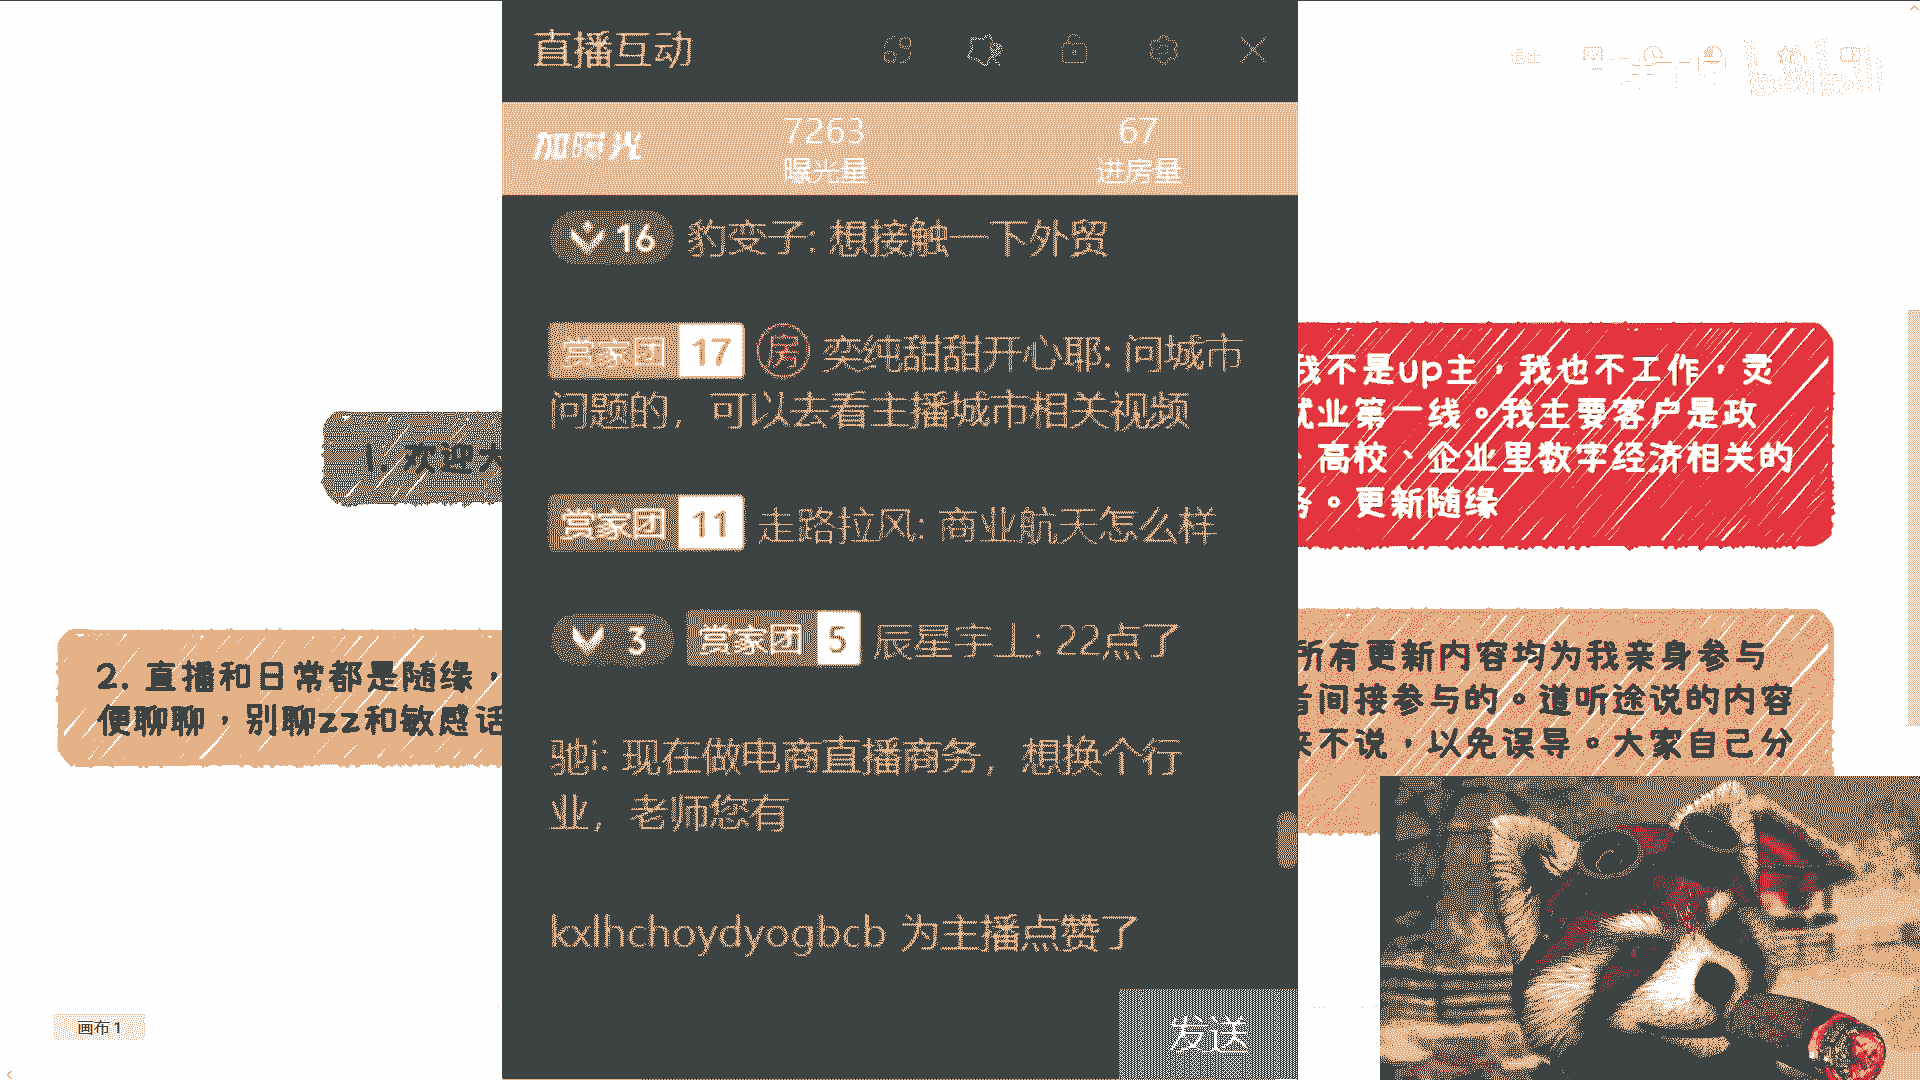 直播互动
加曝光
7263
曝光量
67
进房量
16 豹变子: 想接触一下外贸
赏家团 17 房 奕纯甜甜开心耶: 问城市
问题的, 可以去看主播城市相关视频
赏家团 11 走路拉风: 商业航天怎么样
3 赏家团 5 辰星宇上: 22点了
驰i: 现在做电商直播商务, 想换个行
业, 老师您有
kxlhchoydyogbcb 为主播点赞了
发送
1. 欢迎大
2. 直播和日常都是随缘，
便聊聊，别聊zz和敏感话
我不是up主，我也不工作，灵
就业第一线。我主要客户是政
、高校、企业里数字经济相关的
务。更新随缘
所有更新内容均为我亲身参与
者间接参与的。道听途说的内容
来不说，以免误导。大家自己分
画布 1